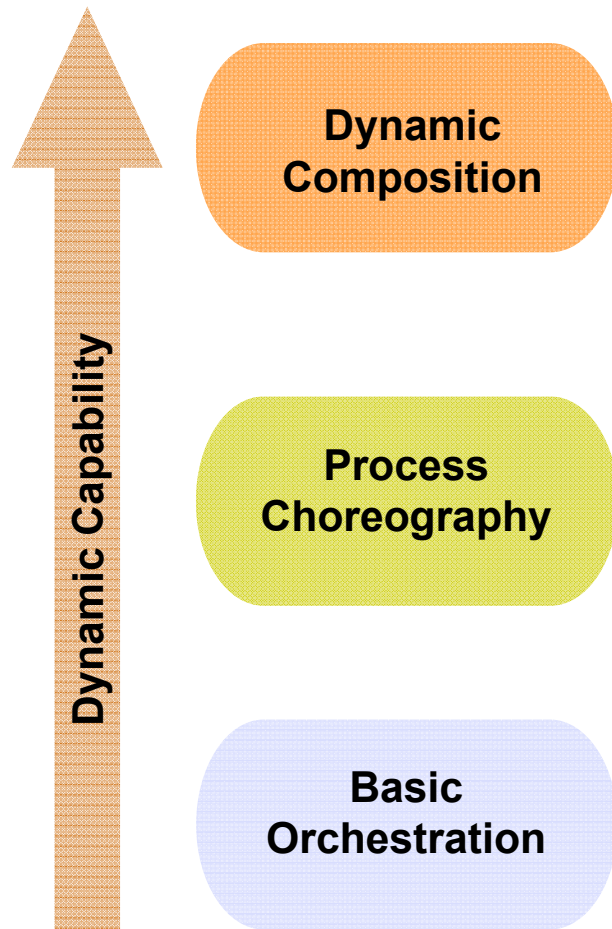 Dynamic
Composition
Dynamic Capability
Process
Choreography
Basic
Orchestration